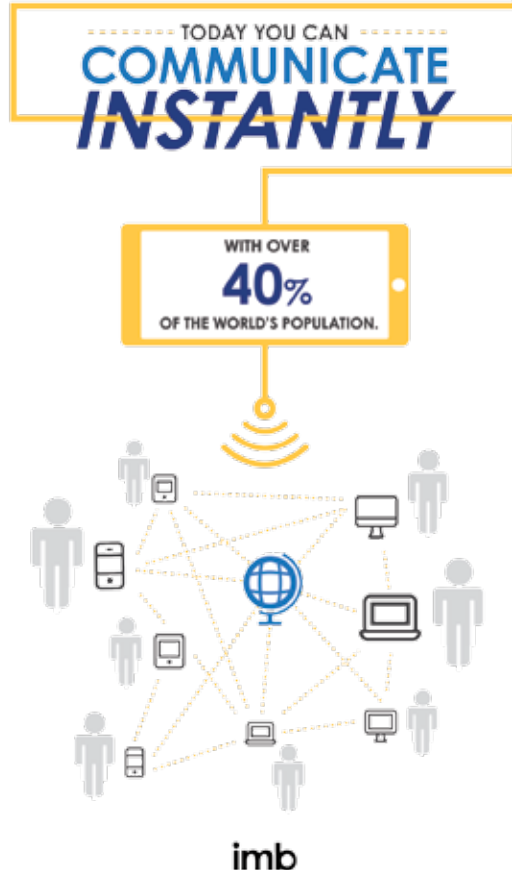 TODAY YOU CAN
COMMUNICATE
INSTANTLY
WITH OVER
40%
OF THE WORLD'S POPULATION.
imb